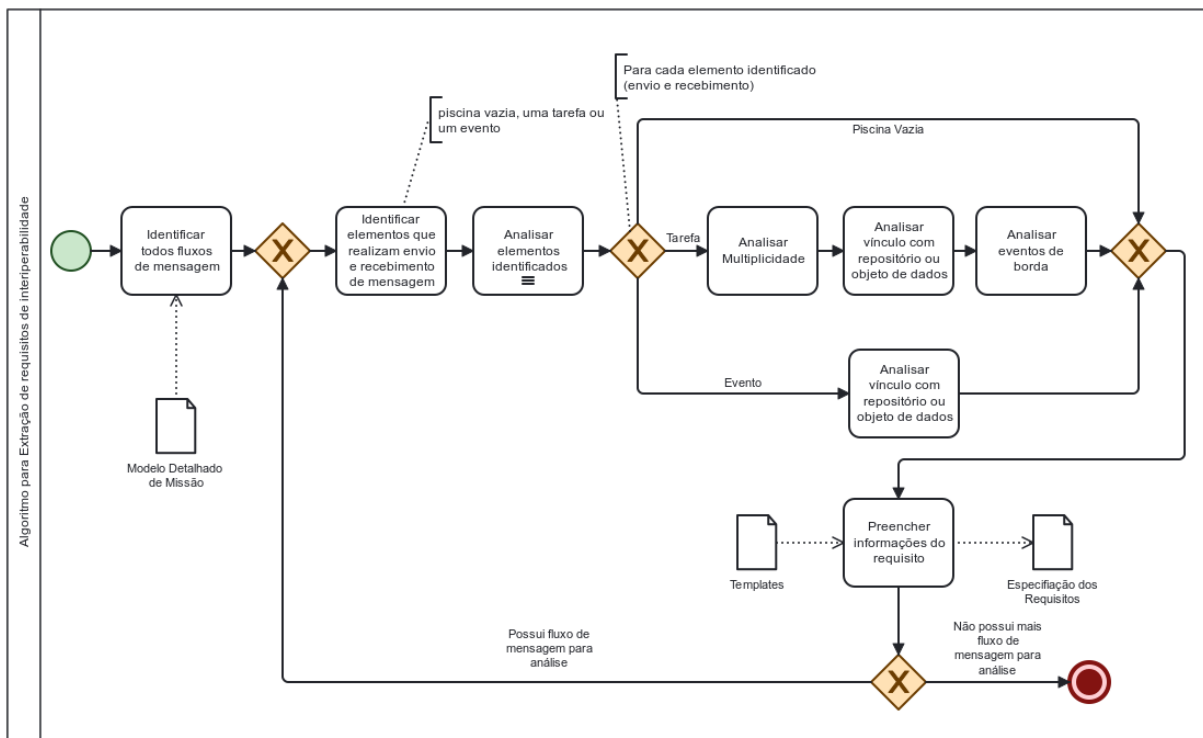 Algoritmo para Extração de requisitos de interiperabilidade
Para cada elemento identificado
(envio e recebimento)
piscina vazia, uma tarefa ou
um evento
Piscina Vazia
Identificar
todos fluxos
de mensagem
X
Identificar
elementos que
realizam envio
e recebimento
de mensagem
Analisar
elementos
identificados
X
Tarefa
Analisar
Multiplicidade
Analisar
vínculo com
repositório ou
objeto de dados
Analisar
eventos de
borda
X
Evento
Analisar
vínculo com
repositório ou
objeto de dados
Modelo Detalhado
de Missão
Preencher
informações do
requisito
Templates
Especifiação dos
Requisitos
Possui fluxo de
mensagem para
análise
X
Não possui mais
fluxo de
mensagem para
análise